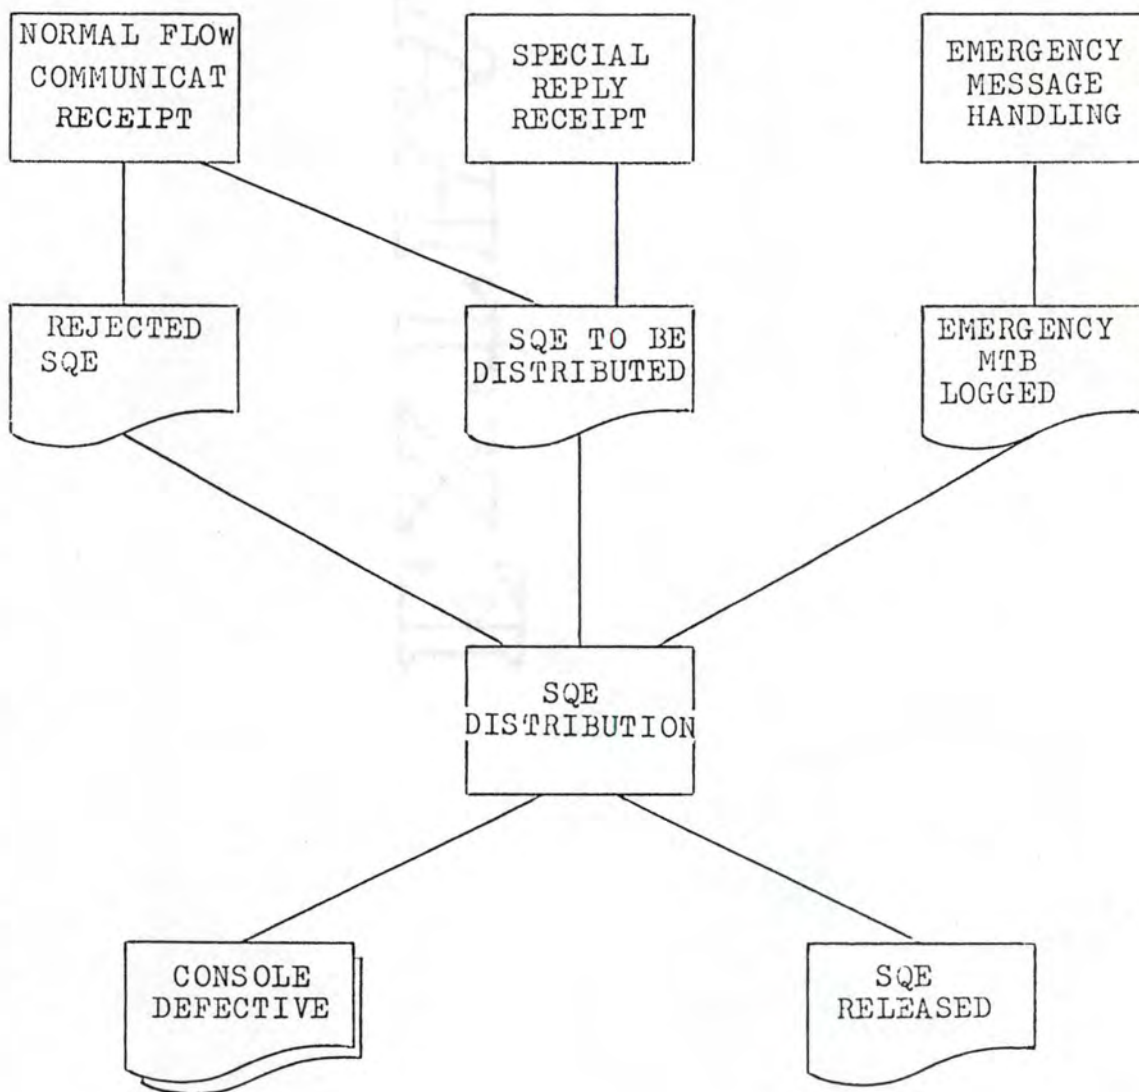 NORMAL FLOW
COMMUNICAT
RECEIPT
SPECIAL
REPLY
RECEIPT
EMERGENCY
MESSAGE
HANDLING
REJECTED
SQE
SQE TO BE
DISTRIBUTED
EMERGENCY
MTB
LOGGED
SQE
DISTRIBUTION
CONSOLE
DEFECTIVE
SQE
RELEASED